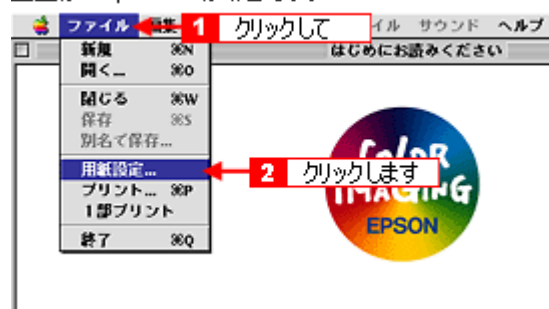 ファイル 編集 1 クリックして イル サウンド ヘルプ
はじめにお読みください
新規 ⌘N
開く... ⌘O
閉じる ⌘W
保存 ⌘S
別名で保存...
用紙設定...
2 クリックします
プリント... ⌘P
1部プリント
終了 ⌘Q
COLOR
IMAGING
EPSON